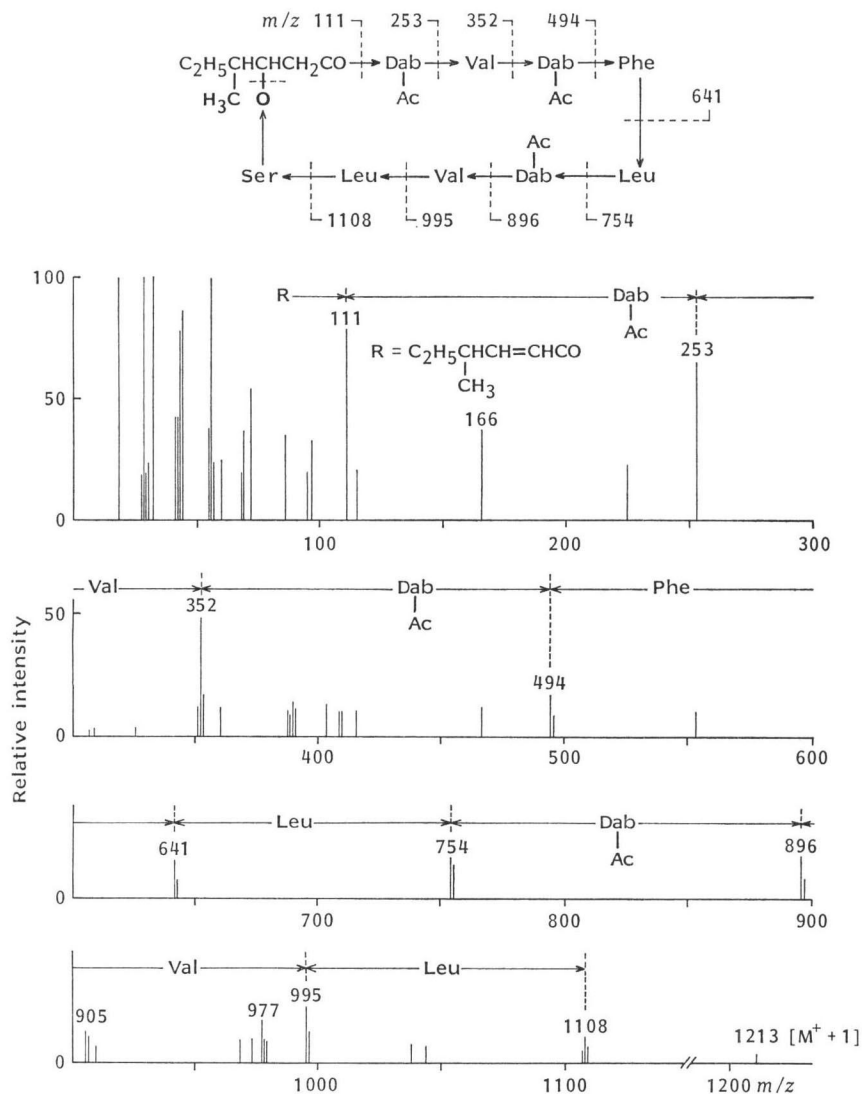 m/z 111 253 352 494
C₂H₅CHCHCH₂CO Dab Val Dab Phe
H₃C O Ac Ac
641
Ac
Ser Leu Val Dab Leu
1108 995 896 754
Relative intensity
100
50
0
R Dab
Ac
111
R = C₂H₅CHCH=CHCO
CH₃
166
253
100 200 300
Val Dab Phe
Ac
50
0
352
494
400 500 600
Leu Dab
Ac
0
641 754 896
700 800 900
Val Leu
0
905 977 995 1108 1213 [M⁺ + 1]
1000 1100 1200 m/z